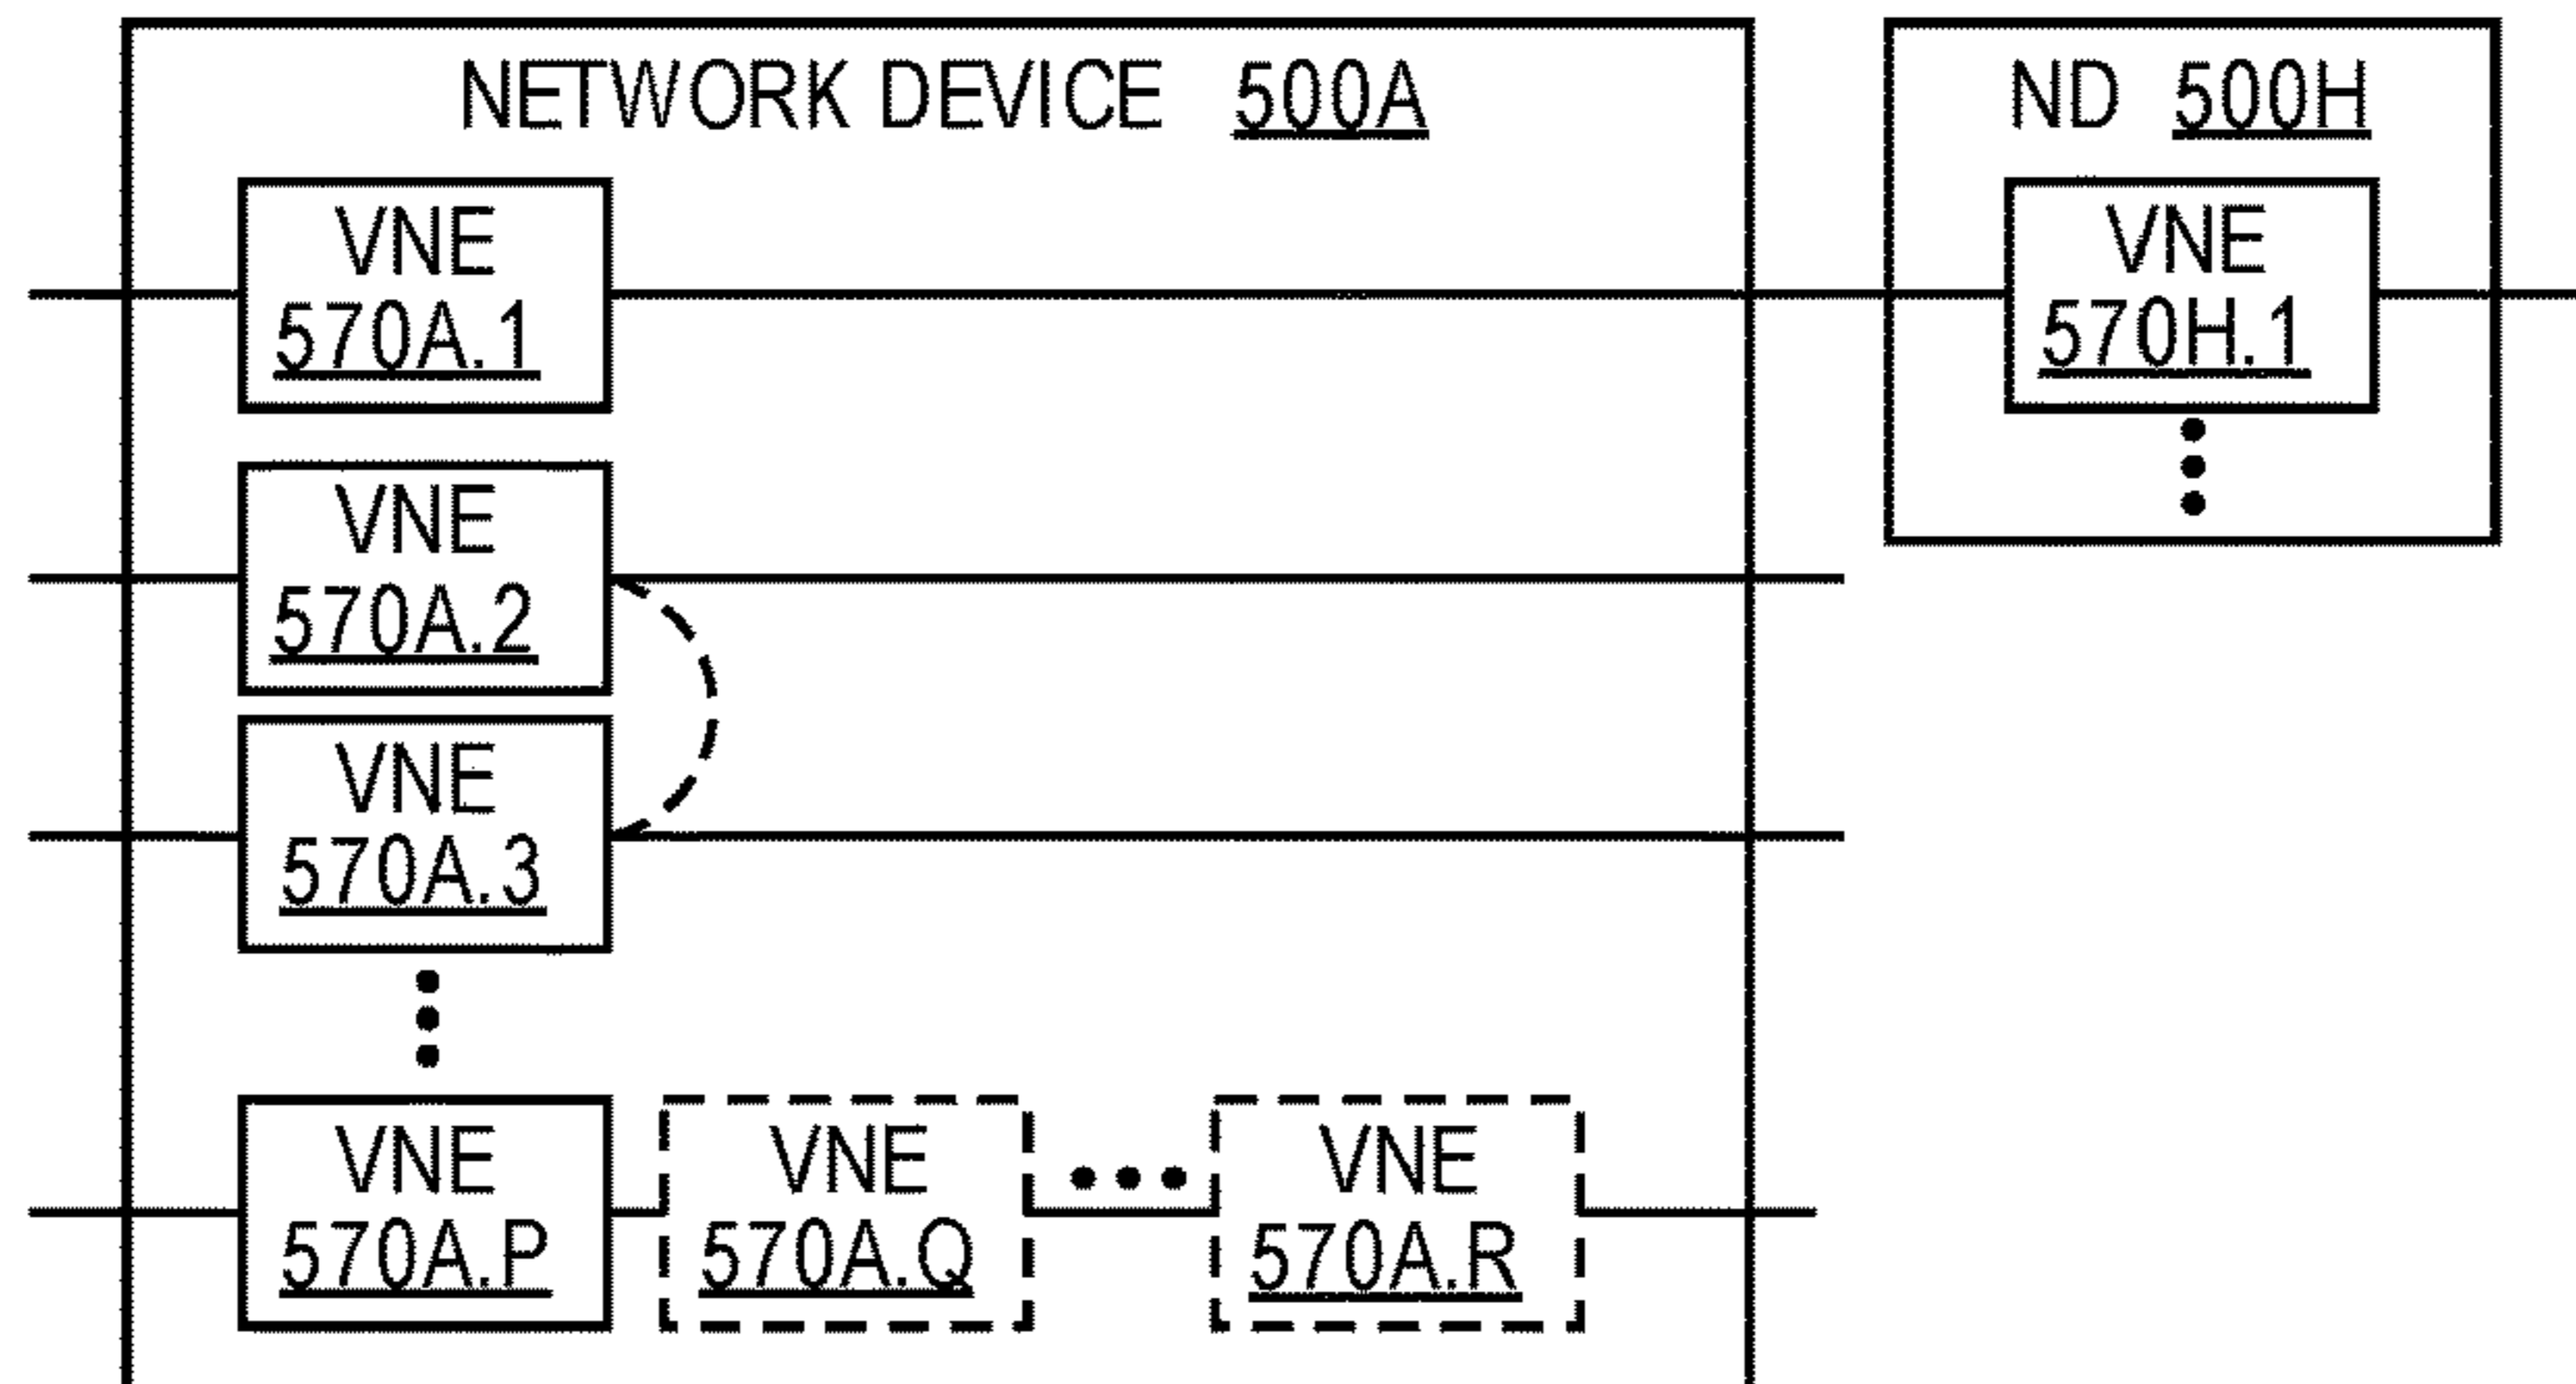 NETWORK DEVICE 500A
ND 500H
VNE
570A.1
VNE
570H.1
VNE
570A.2
VNE
570A.3
VNE
570A.P
VNE
570A.Q
VNE
570A.R